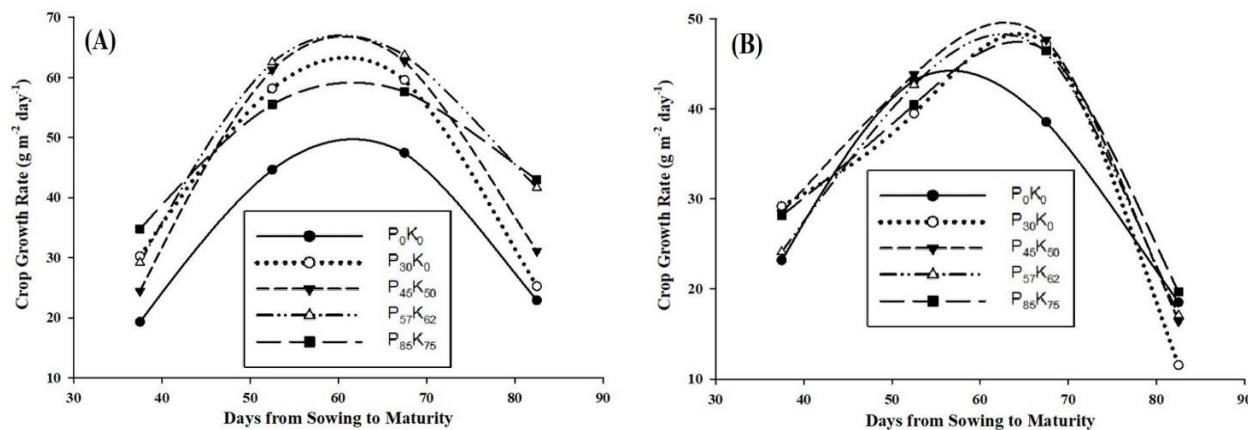 (A)
Crop Growth Rate (g m⁻² day⁻¹)
70
60
50
40
30
20
10
P₀K₀
P₃₀K₀
P₄₅K₅₀
P₅₇K₆₂
P₈₅K₇₅
30 40 50 60 70 80 90
Days from Sowing to Maturity
(B)
Crop Growth Rate (g m⁻² day⁻¹)
50
40
30
20
10
P₀K₀
P₃₀K₀
P₄₅K₅₀
P₅₇K₆₂
P₈₅K₇₅
30 40 50 60 70 80 90
Days from Sowing to Maturity